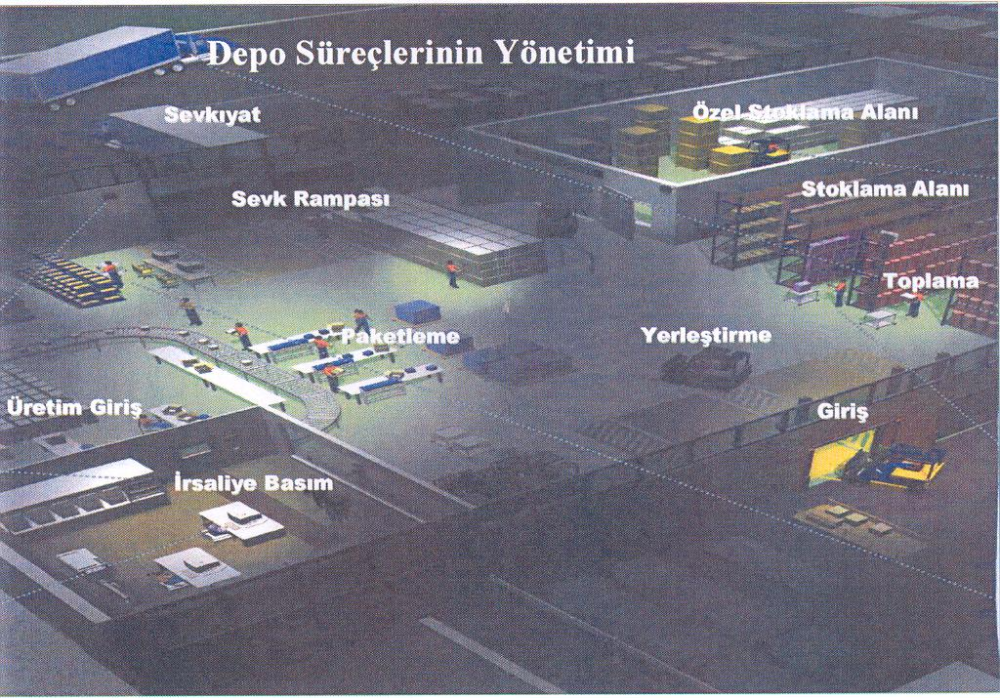 Depo Süreçlerinin Yönetimi
Sevkıyat
Özel Stoklama Alanı
Stoklama Alanı
Sevk Rampası
Toplama
Paketleme
Yerleştirme
Üretim Giriş
Giriş
İrsaliye Basım